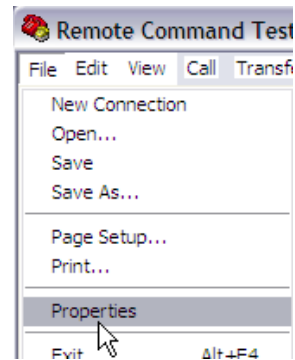 Remote Command Test
File Edit View Call Transf
New Connection
Open...
Save
Save As...
Page Setup...
Print...
Properties
Exit Alt+F4